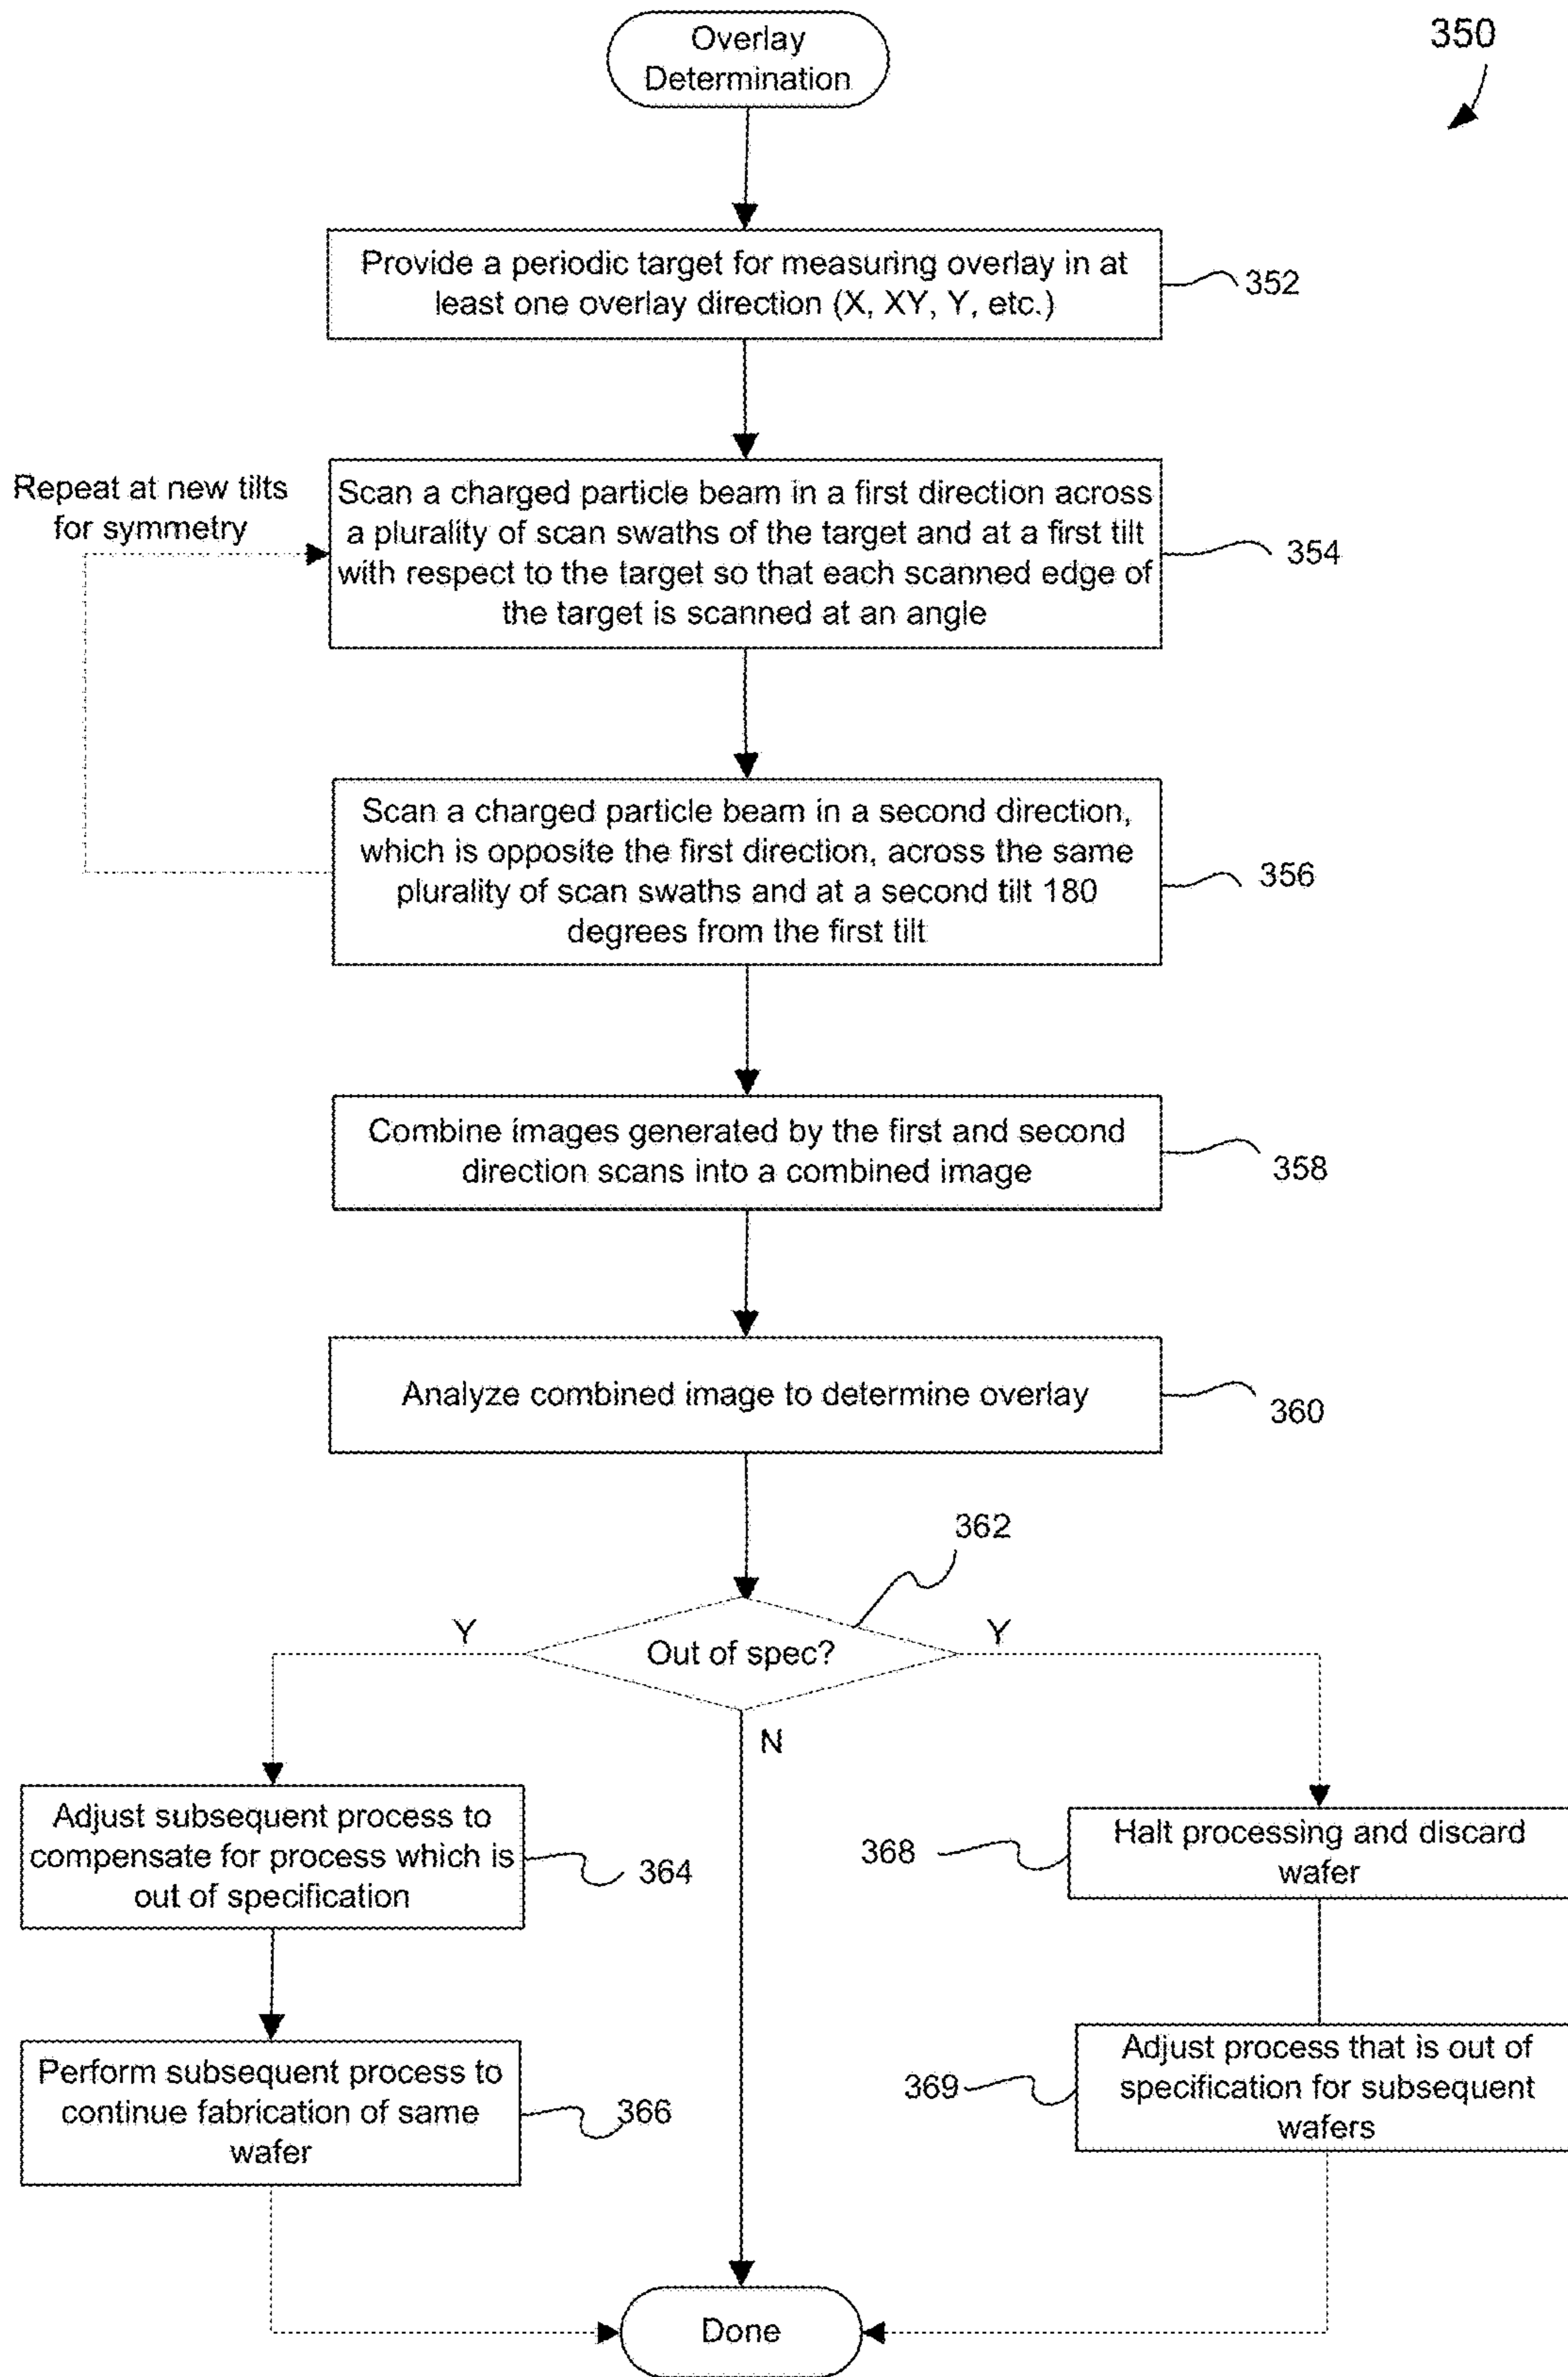 Overlay
Determination
350
Provide a periodic target for measuring overlay in at
least one overlay direction (X, XY, Y, etc.)
352
Repeat at new tilts
for symmetry
Scan a charged particle beam in a first direction across
a plurality of scan swaths of the target and at a first tilt
with respect to the target so that each scanned edge of
the target is scanned at an angle
354
Scan a charged particle beam in a second direction,
which is opposite the first direction, across the same
plurality of scan swaths and at a second tilt 180
degrees from the first tilt
356
Combine images generated by the first and second
direction scans into a combined image
358
Analyze combined image to determine overlay
360
362
Y
Out of spec?
Y
N
Adjust subsequent process to
compensate for process which is
out of specification
364
368
Halt processing and discard
wafer
Perform subsequent process to
continue fabrication of same
wafer
366
369
Adjust process that is out of
specification for subsequent
wafers
Done